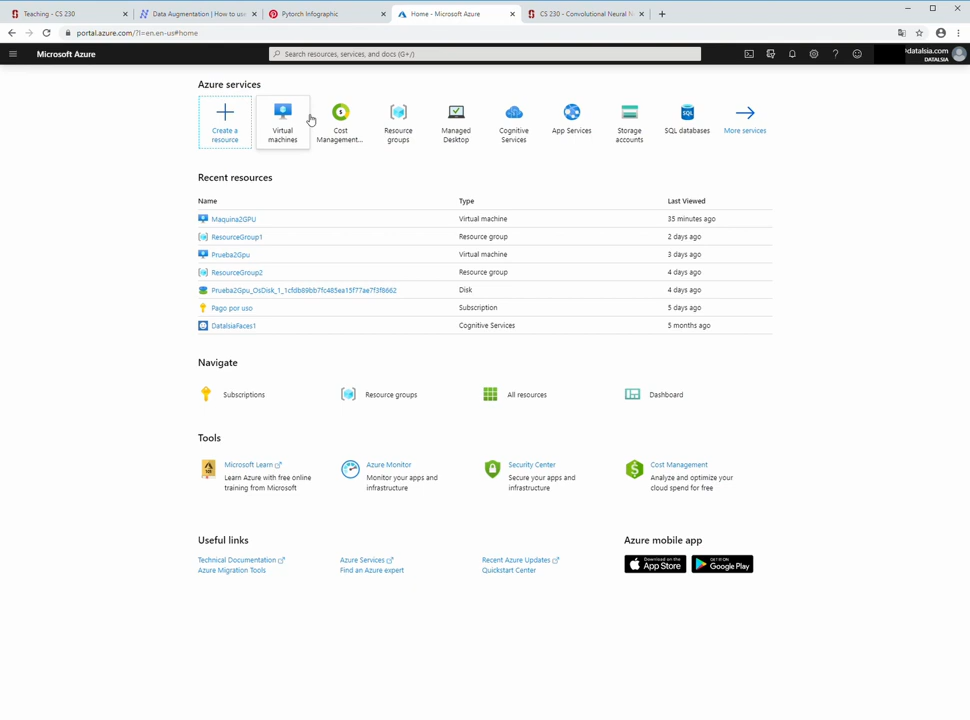 Teaching - CS 230
Data Augmentation | How to use
Pytorch Infographic
Home - Microsoft Azure
CS 230 - Convolutional Neural N
portal.azure.com/?l=en.en-us#home
Microsoft Azure
Search resources, services, and docs (G+/)
datalsia.com
DATALSIA
Azure services
Create a resource
Virtual machines
Cost Management...
Resource groups
Managed Desktop
Cognitive Services
App Services
Storage accounts
SQL databases
More services
Recent resources
Name Type Last Viewed
Maquina2GPU Virtual machine 35 minutes ago
ResourceGroup1 Resource group 2 days ago
Prueba2Gpu Virtual machine 3 days ago
ResourceGroup2 Resource group 4 days ago
Prueba2Gpu_OsDisk_1_1cfdb89bb7fc485ea15f77ae7f3f8662 Disk 4 days ago
Pago por uso Subscription 5 days ago
DatalsiaFaces1 Cognitive Services 5 months ago
Navigate
Subscriptions Resource groups All resources Dashboard
Tools
Microsoft Learn
Learn Azure with free online
training from Microsoft
Azure Monitor
Monitor your apps and
infrastructure
Security Center
Secure your apps and
infrastructure
Cost Management
Analyze and optimize your
cloud spend for free
Useful links
Technical Documentation Azure Services Recent Azure Updates
Azure Migration Tools Find an Azure expert Quickstart Center
Azure mobile app
Download on the App Store
GET IT ON Google Play